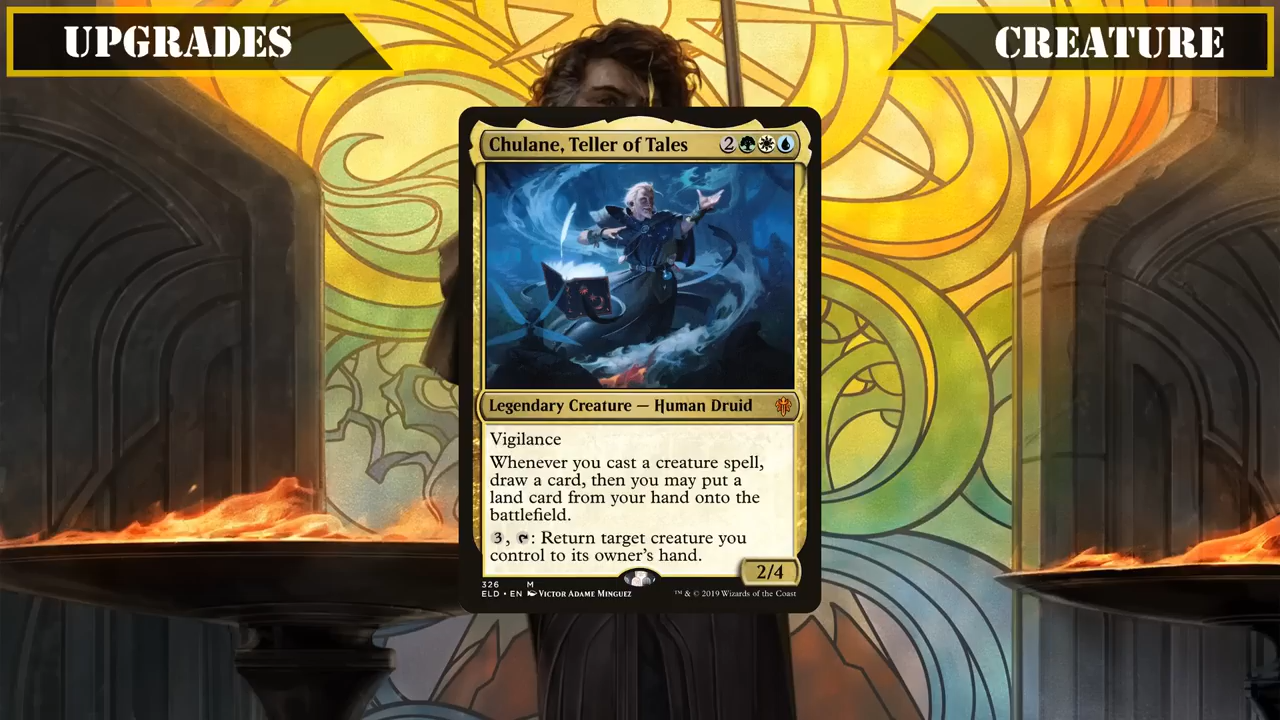 UPGRADES
CREATURE
Chulane, Teller of Tales 2
Legendary Creature — Human Druid
Vigilance
Whenever you cast a creature spell,
draw a card, then you may put a
land card from your hand onto the
battlefield.
3, : Return target creature you
control to its owner's hand.
2/4
326 M
ELD • EN Victor Adame Minguez
™ & © 2019 Wizards of the Coast